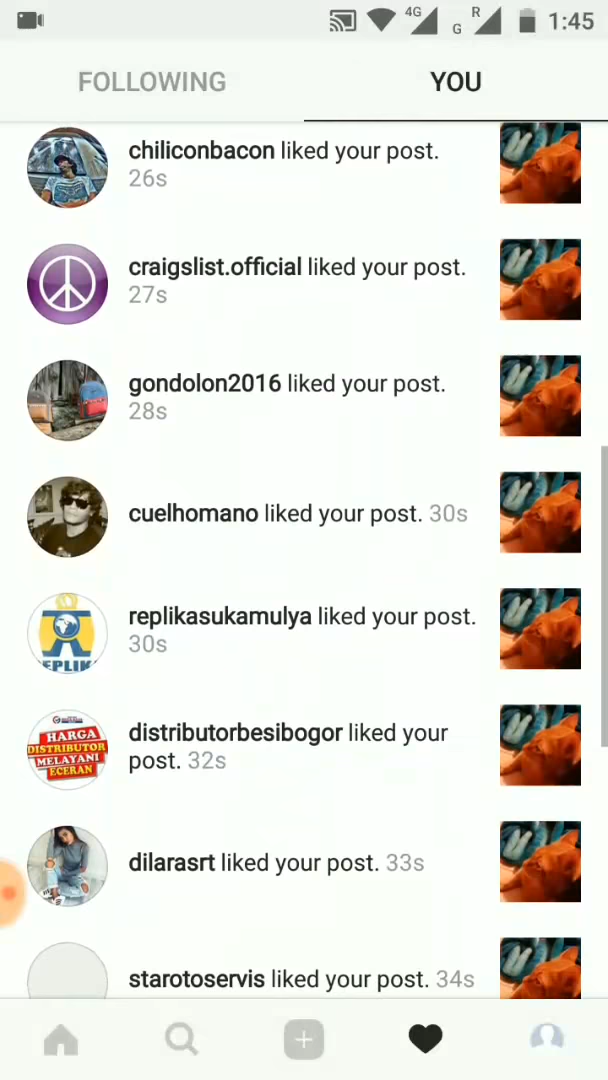 4G R G 1:45
FOLLOWING YOU
chiliconbacon liked your post.
26s
craigslist.official liked your post.
27s
gondolon2016 liked your post.
28s
cuelhomano liked your post. 30s
replikasukamulya liked your post.
30s
EPLIK
distributorbesibogor liked your
post. 32s
HARGA
DISTRIBUTOR
MELAYANI
ECERAN
dilarasrt liked your post. 33s
starotoservis liked your post. 34s